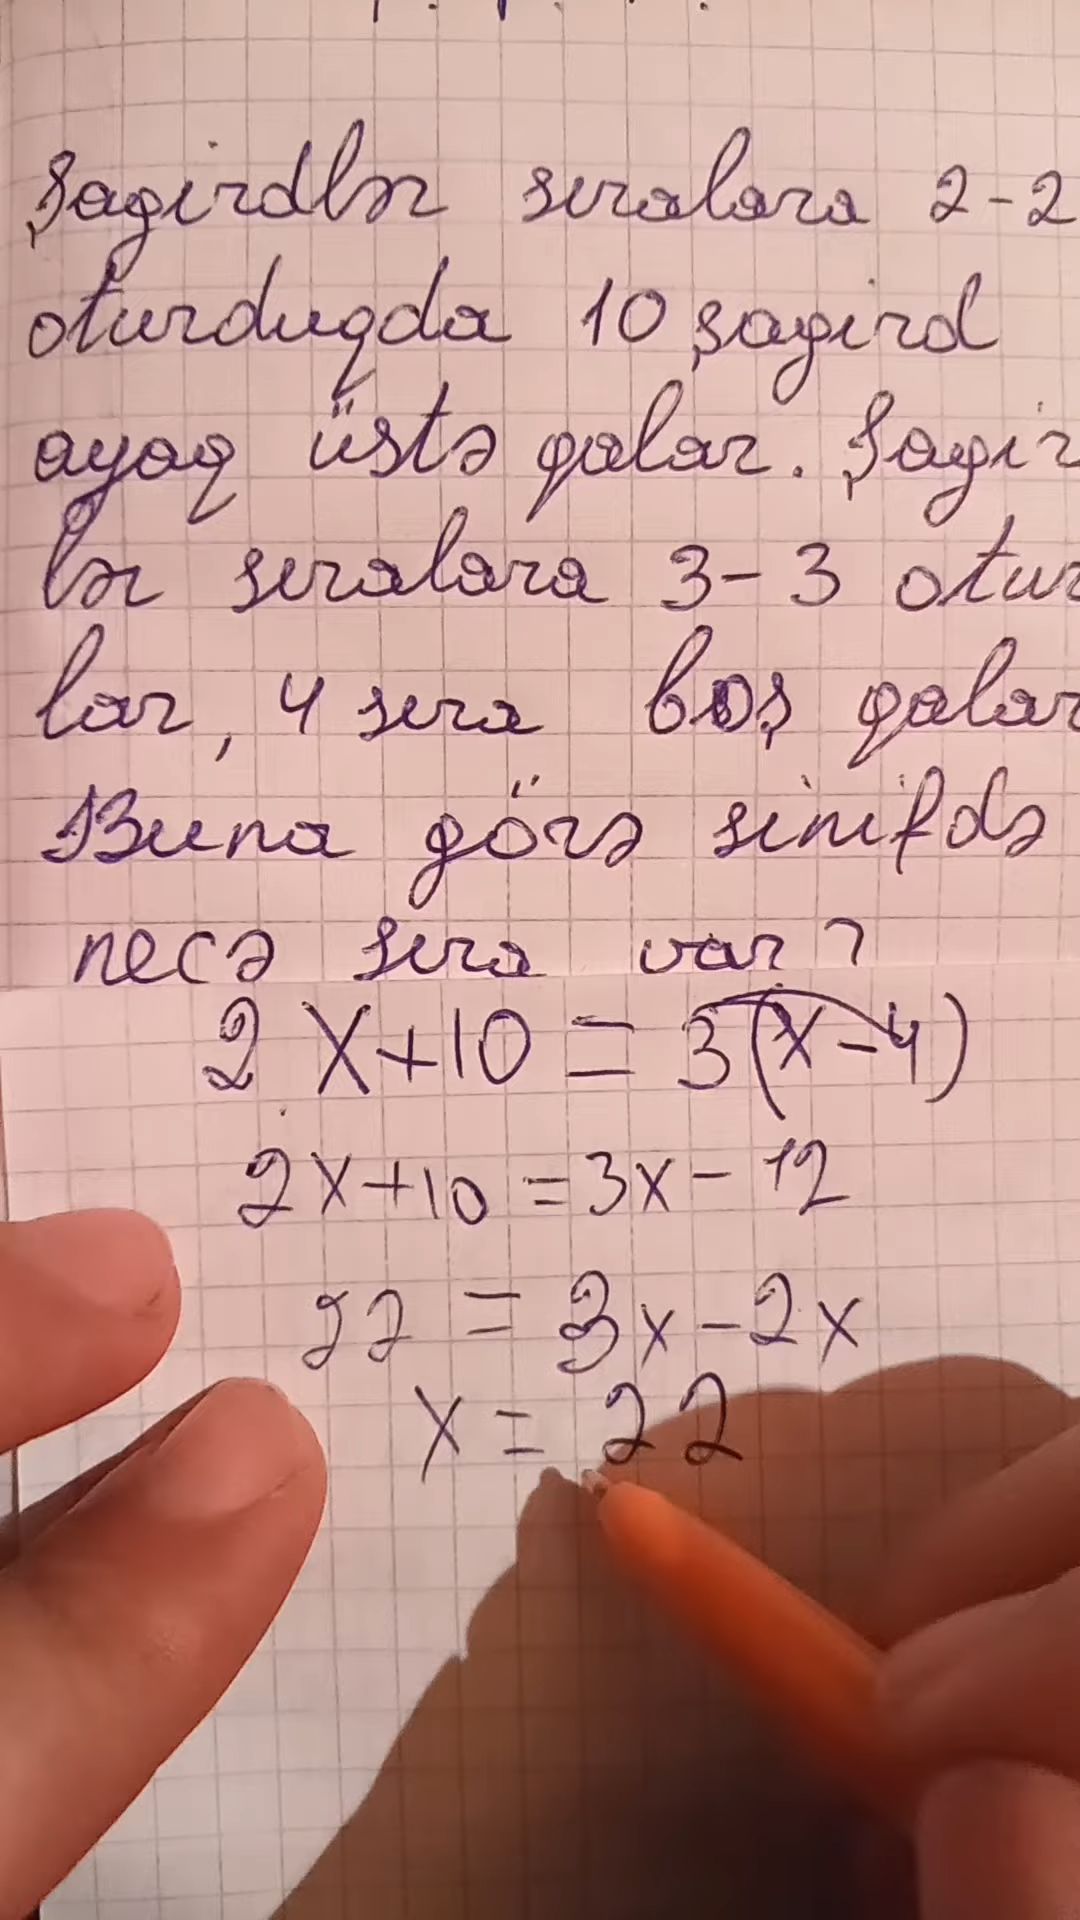 Şagirdlər sıralara 2-2
oturduqda 10 şagird
ayaq üstə qalar. Şagir
lər sıralara 3-3 otur
lar, 4 sıra boş qalar
Buna görə sinifdə
necə sıra var?
2x+10=3(x-4)
2x+10=3x-12
22=3x-2x
x=22